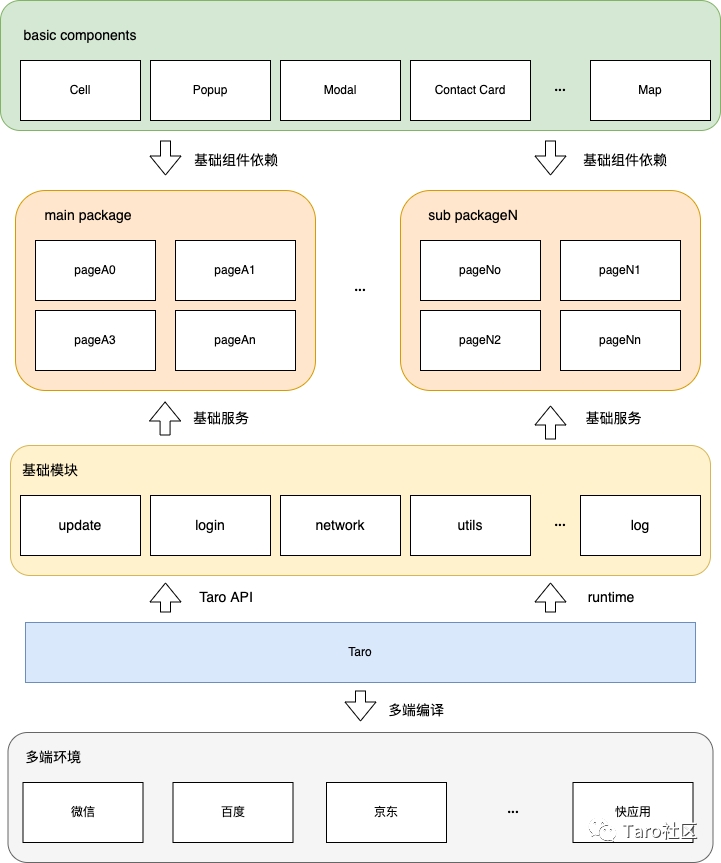 basic components
Cell
Popup
Modal
Contact Card
...
Map
基础组件依赖
基础组件依赖
main package
sub packageN
pageA0
pageA1
pageNo
pageN1
...
pageA3
pageAn
pageN2
pageNn
基础服务
基础服务
基础模块
update
login
network
utils
...
log
Taro API
runtime
Taro
多端编译
多端环境
微信
百度
京东
...
快应用
Taro社区